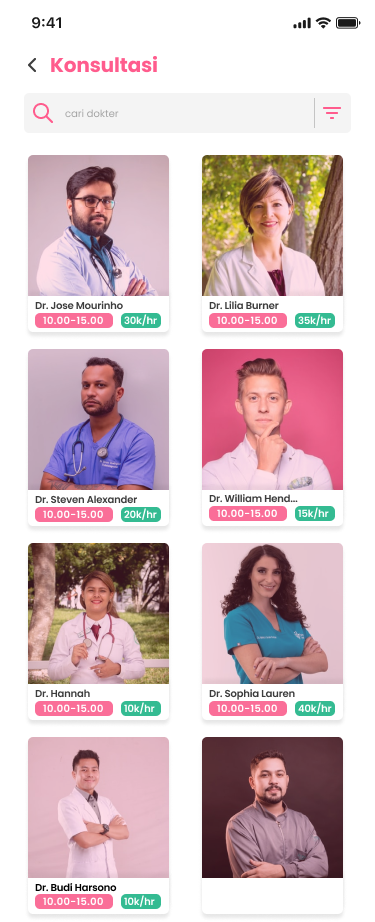 9:41
Konsultasi
cari dokter
Dr. Jose Mourinho
10.00-15.00 30k/hr
Dr. Lilia Burner
10.00-15.00 35k/hr
Dr. Steven Alexander
10.00-15.00 20k/hr
Dr. William Hend...
10.00-15.00 15k/hr
Dr. Hannah
10.00-15.00 10k/hr
Dr. Sophia Lauren
10.00-15.00 40k/hr
Dr. Budi Harsono
10.00-15.00 10k/hr